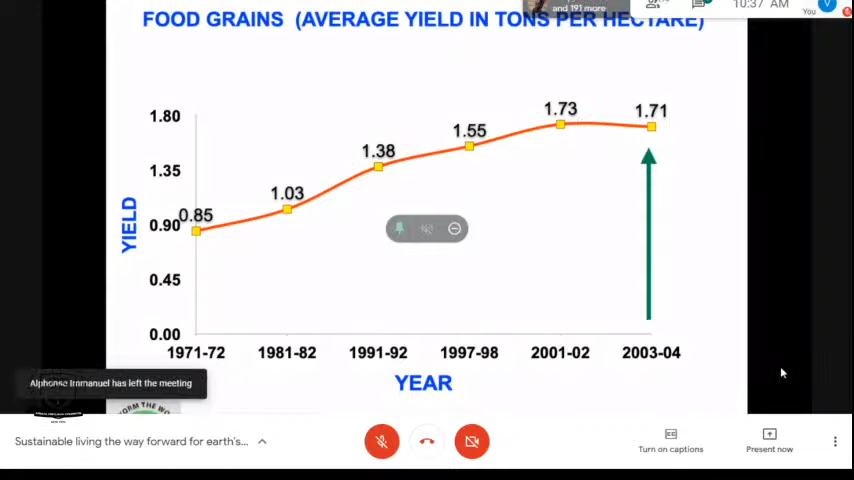 and 191 more
10:37 AM
You
FOOD GRAINS (AVERAGE YIELD IN TONS PER HECTARE)
1.80
1.35
0.90
0.45
0.00
YIELD
0.85
1.03
1.38
1.55
1.73
1.71
1971-72
1981-82
1991-92
1997-98
2001-02
2003-04
YEAR
Alphonse Immanuel has left the meeting
FORM THE WO
Sustainable living the way forward for earth's...
Turn on captions
Present now